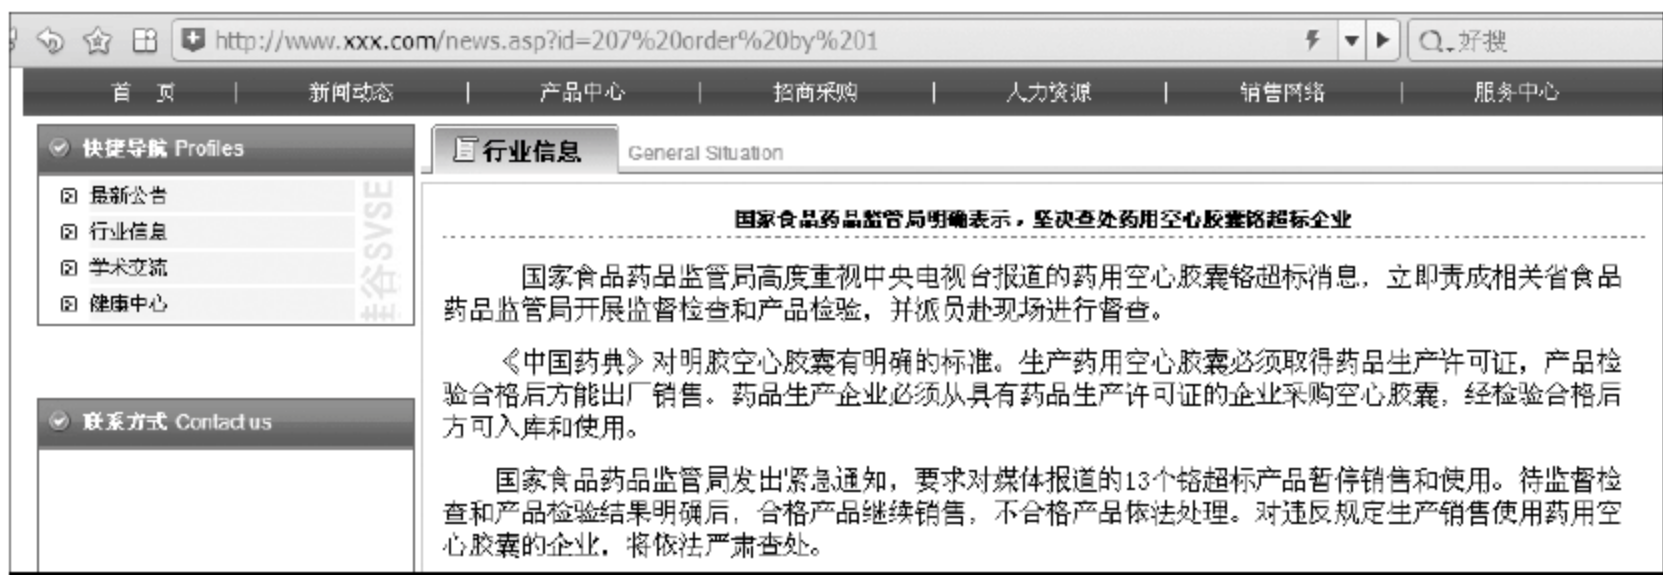 http://www.xxx.com/news.asp?id=207%20order%20by%201
好搜
首 页 | 新闻动态 | 产品中心 | 招商采购 | 人力资源 | 销售网络 | 服务中心
快捷导航 Profiles
最新公告
行业信息
学术交流
健康中心
SVSE
联系方式 Contact us
行业信息 General Situation
国家食品药品监管局明确表示，坚决查处药用空心胶囊铬超标企业
国家食品药品监管局高度重视中央电视台报道的药用空心胶囊铬超标消息，立即责成相关省食品
药品监管局开展监督检查和产品检验，并派员赴现场进行督查。
《中国药典》对明胶空心胶囊有明确的标准。生产药用空心胶囊必须取得药品生产许可证，产品检
验合格后方能出厂销售。药品生产企业必须从具有药品生产许可证的企业采购空心胶囊，经检验合格后
方可入库和使用。
国家食品药品监管局发出紧急通知，要求对媒体报道的13个铬超标产品暂停销售和使用。待监督检
查和产品检验结果明确后，合格产品继续销售，不合格产品依法处理。对违反规定生产销售使用药用空
心胶囊的企业，将依法严肃查处。